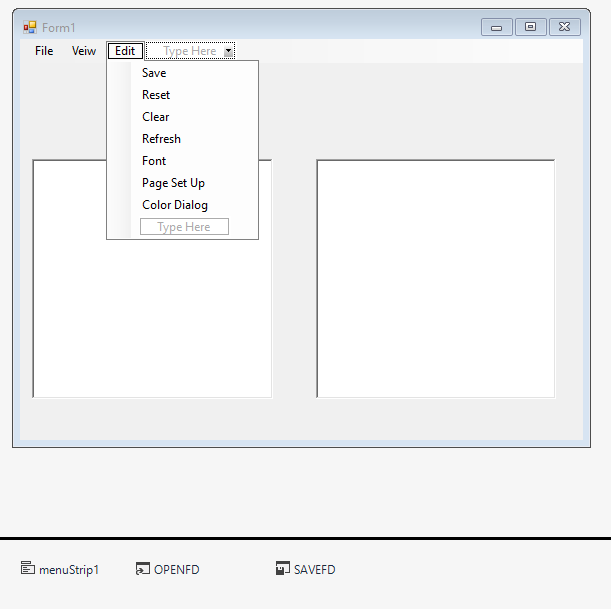 Form1
File Veiw Edit Type Here
Save
Reset
Clear
Refresh
Font
Page Set Up
Color Dialog
Type Here
menuStrip1 OPENFD SAVEFD